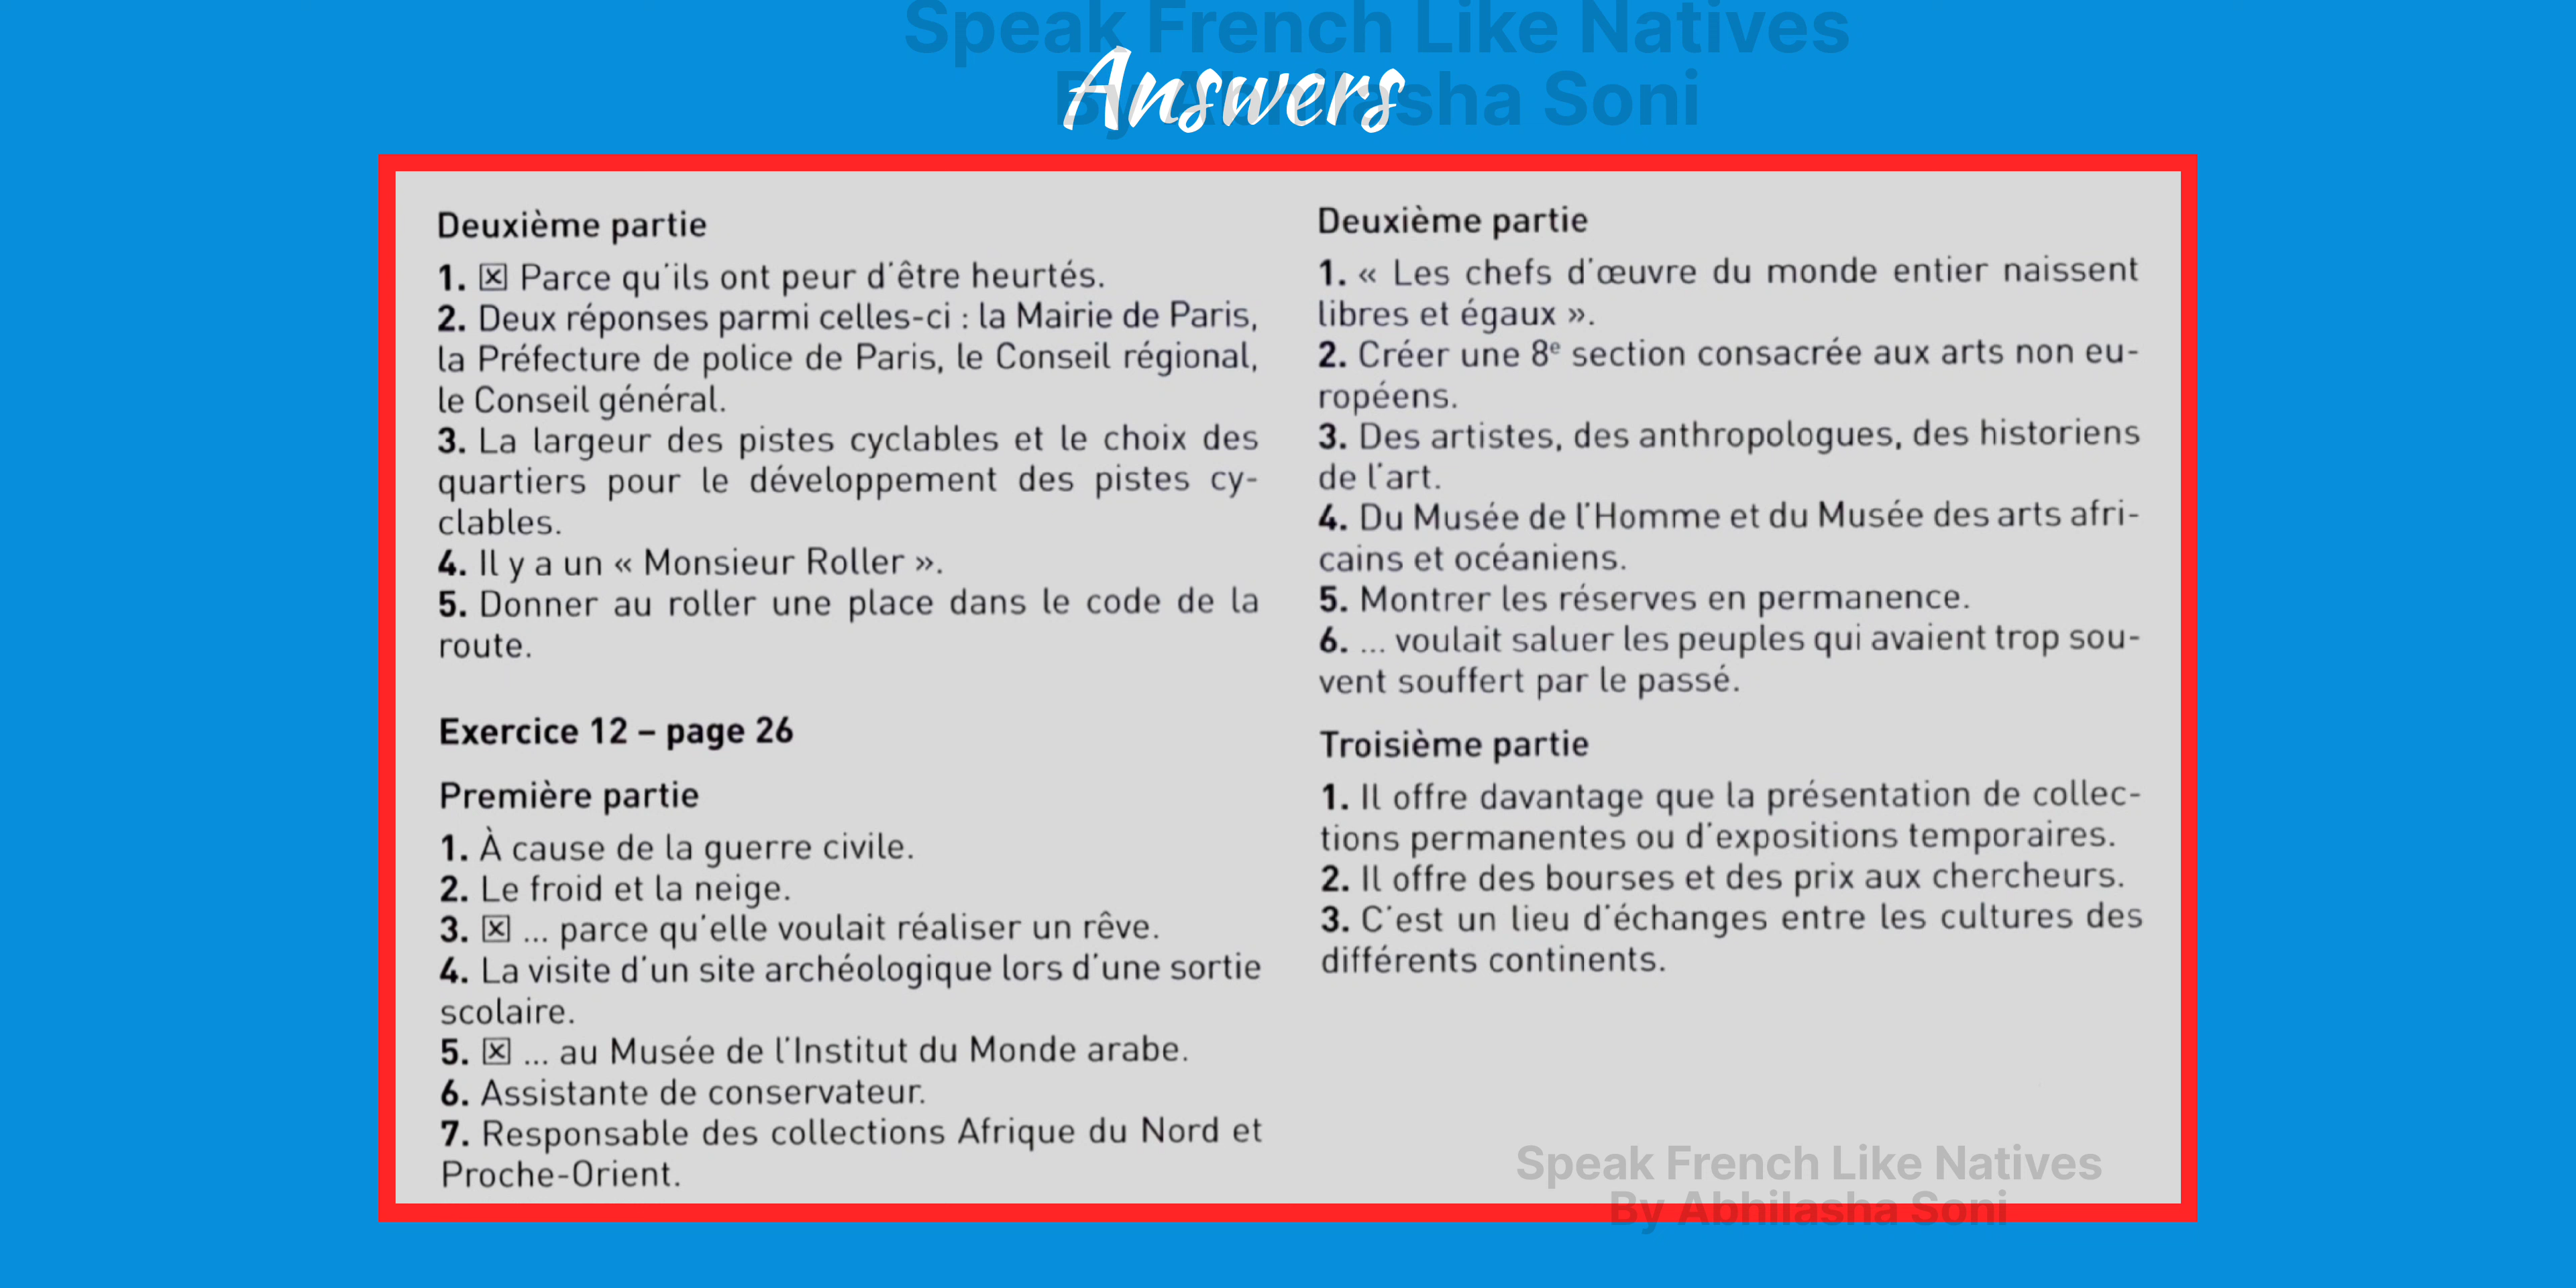 Speak French Like Natives
By Abhilasha Soni
Answers
Deuxième partie
1. ☒ Parce qu'ils ont peur d'être heurtés.
2. Deux réponses parmi celles-ci : la Mairie de Paris,
la Préfecture de police de Paris, le Conseil régional,
le Conseil général.
3. La largeur des pistes cyclables et le choix des
quartiers pour le développement des pistes cy-
clables.
4. Il y a un « Monsieur Roller ».
5. Donner au roller une place dans le code de la
route.
Exercice 12 – page 26
Première partie
1. À cause de la guerre civile.
2. Le froid et la neige.
3. ☒ ... parce qu'elle voulait réaliser un rêve.
4. La visite d'un site archéologique lors d'une sortie
scolaire.
5. ☒ ... au Musée de l'Institut du Monde arabe.
6. Assistante de conservateur.
7. Responsable des collections Afrique du Nord et
Proche-Orient.
Deuxième partie
1. « Les chefs d'œuvre du monde entier naissent
libres et égaux ».
2. Créer une 8e section consacrée aux arts non eu-
ropéens.
3. Des artistes, des anthropologues, des historiens
de l'art.
4. Du Musée de l'Homme et du Musée des arts afri-
cains et océaniens.
5. Montrer les réserves en permanence.
6. ... voulait saluer les peuples qui avaient trop sou-
vent souffert par le passé.
Troisième partie
1. Il offre davantage que la présentation de collec-
tions permanentes ou d'expositions temporaires.
2. Il offre des bourses et des prix aux chercheurs.
3. C'est un lieu d'échanges entre les cultures des
différents continents.
Speak French Like Natives
By Abhilasha Soni